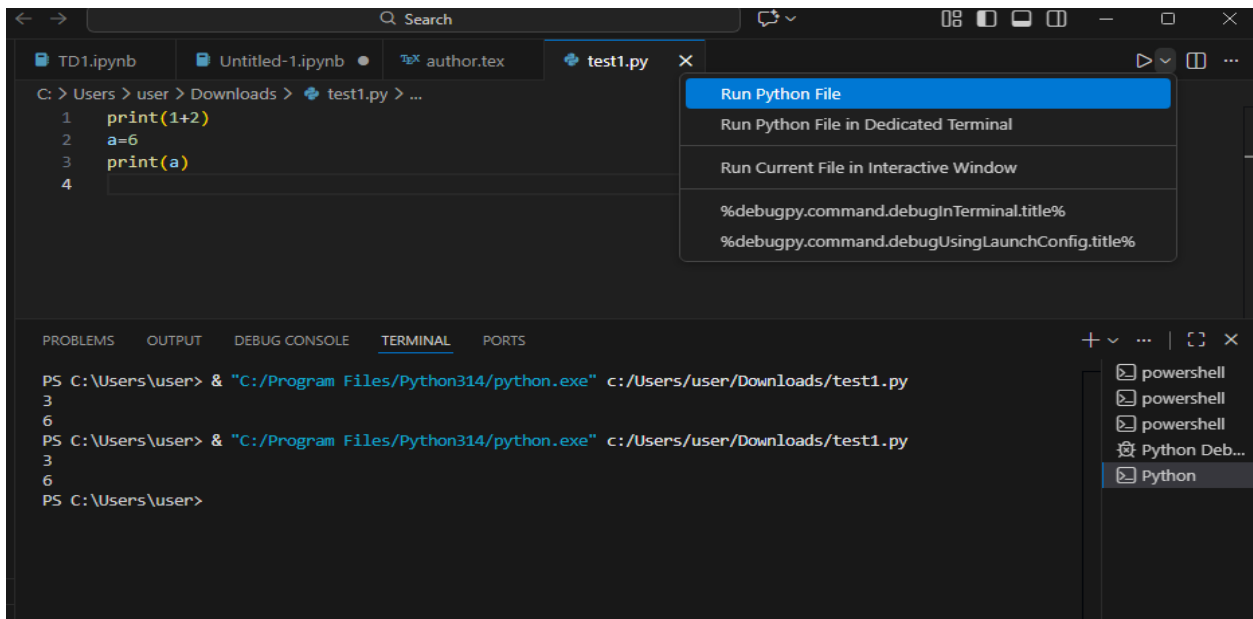 Search
TD1.ipynb Untitled-1.ipynb TEX author.tex test1.py
C: > Users > user > Downloads > test1.py > ...
1 print(1+2)
2 a=6
3 print(a)
4
Run Python File
Run Python File in Dedicated Terminal
Run Current File in Interactive Window
%debugpy.command.debugInTerminal.title%
%debugpy.command.debugUsingLaunchConfig.title%
PROBLEMS OUTPUT DEBUG CONSOLE TERMINAL PORTS
PS C:\Users\user> & "C:/Program Files/Python314/python.exe" c:/Users/user/Downloads/test1.py
3
6
PS C:\Users\user> & "C:/Program Files/Python314/python.exe" c:/Users/user/Downloads/test1.py
3
6
PS C:\Users\user>
powershell
powershell
powershell
Python Deb...
Python